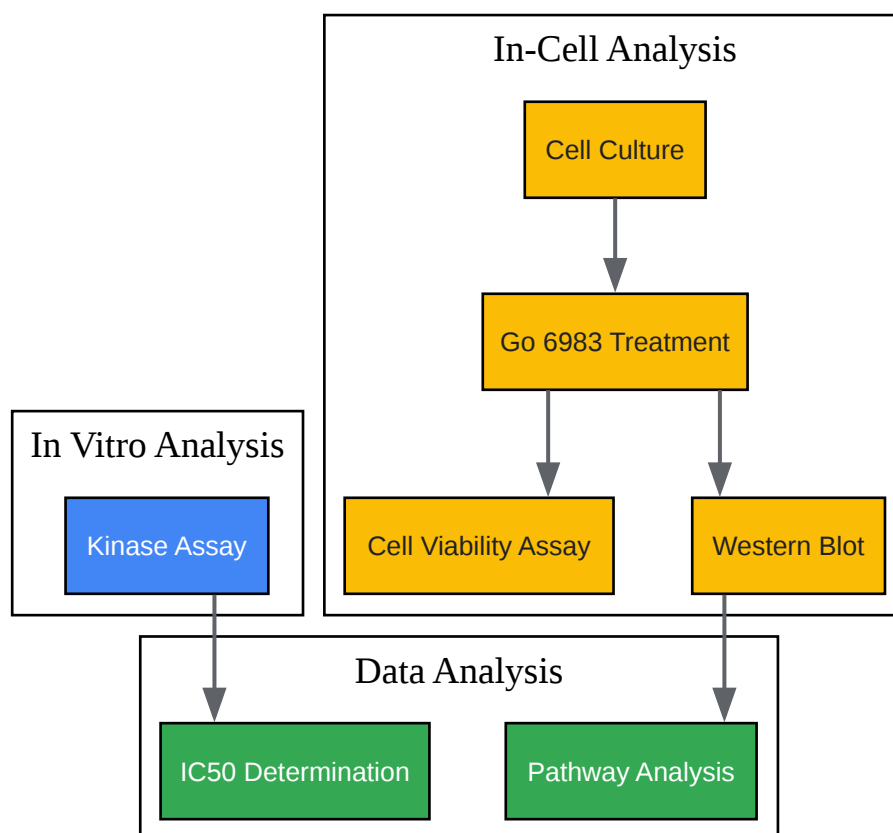 In-Cell Analysis
Cell Culture
Go 6983 Treatment
In Vitro Analysis
Kinase Assay
Cell Viability Assay
Western Blot
Data Analysis
IC50 Determination
Pathway Analysis